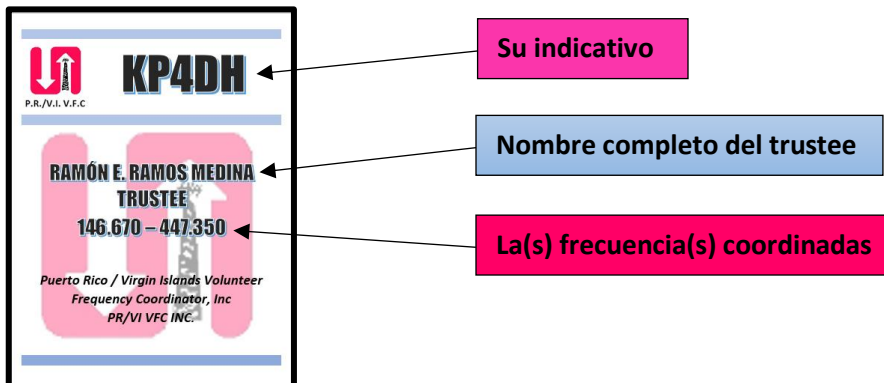 KP4DH
P.R./V.I. V.F.C
RAMÓN E. RAMOS MEDINA
TRUSTEE
146.670 – 447.350
Puerto Rico / Virgin Islands Volunteer
Frequency Coordinator, Inc
PR/VI VFC INC.
Su indicativo
Nombre completo del trustee
La(s) frecuencia(s) coordinadas